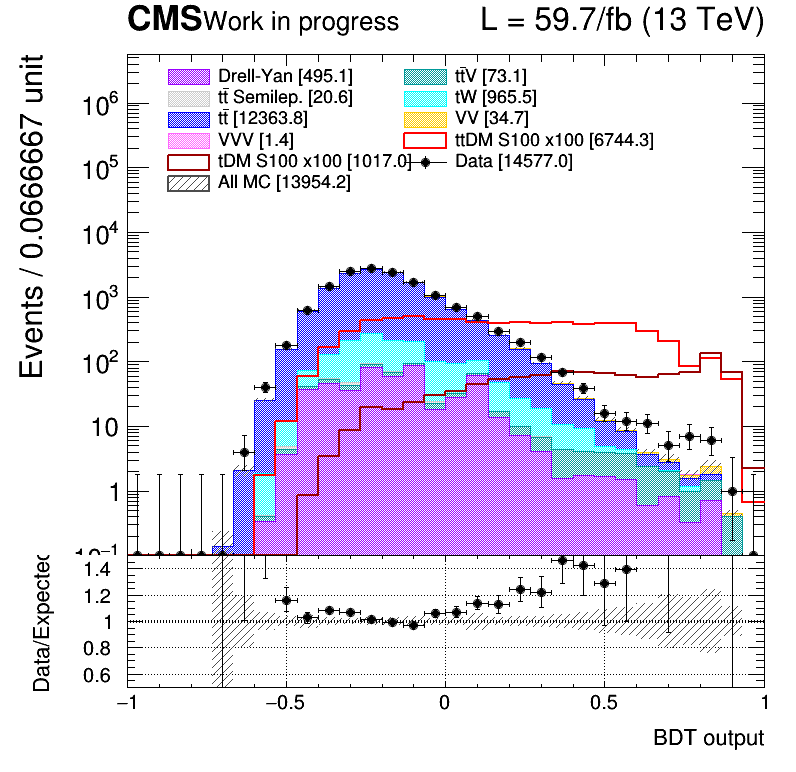 CMS Work in progress L = 59.7/fb (13 TeV)
Events / 0.0666667 unit
Drell-Yan [495.1] tt̄V [73.1]
tt̄ Semilep. [20.6] tW [965.5]
tt̄ [12363.8] VV [34.7]
VVV [1.4] ttDM S100 x100 [6744.3]
tDM S100 x100 [1017.0] Data [14577.0]
All MC [13954.2]
10⁶
10⁵
10⁴
10³
10²
10
1
10⁻¹
Data/Expected
1.4
1.2
1
0.8
0.6
−1 −0.5 0 0.5 1
BDT output